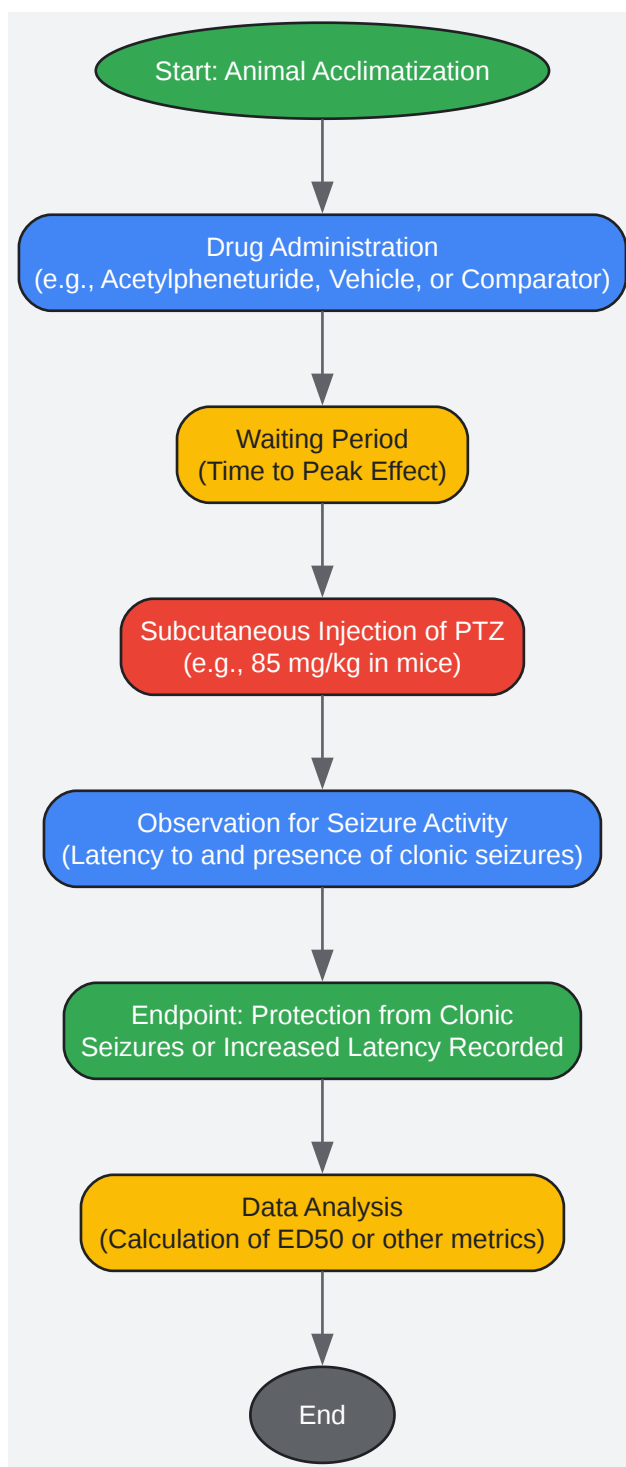 Start: Animal Acclimatization
Drug Administration
(e.g., Acetylpheneturide, Vehicle, or Comparator)
Waiting Period
(Time to Peak Effect)
Subcutaneous Injection of PTZ
(e.g., 85 mg/kg in mice)
Observation for Seizure Activity
(Latency to and presence of clonic seizures)
Endpoint: Protection from Clonic
Seizures or Increased Latency Recorded
Data Analysis
(Calculation of ED50 or other metrics)
End